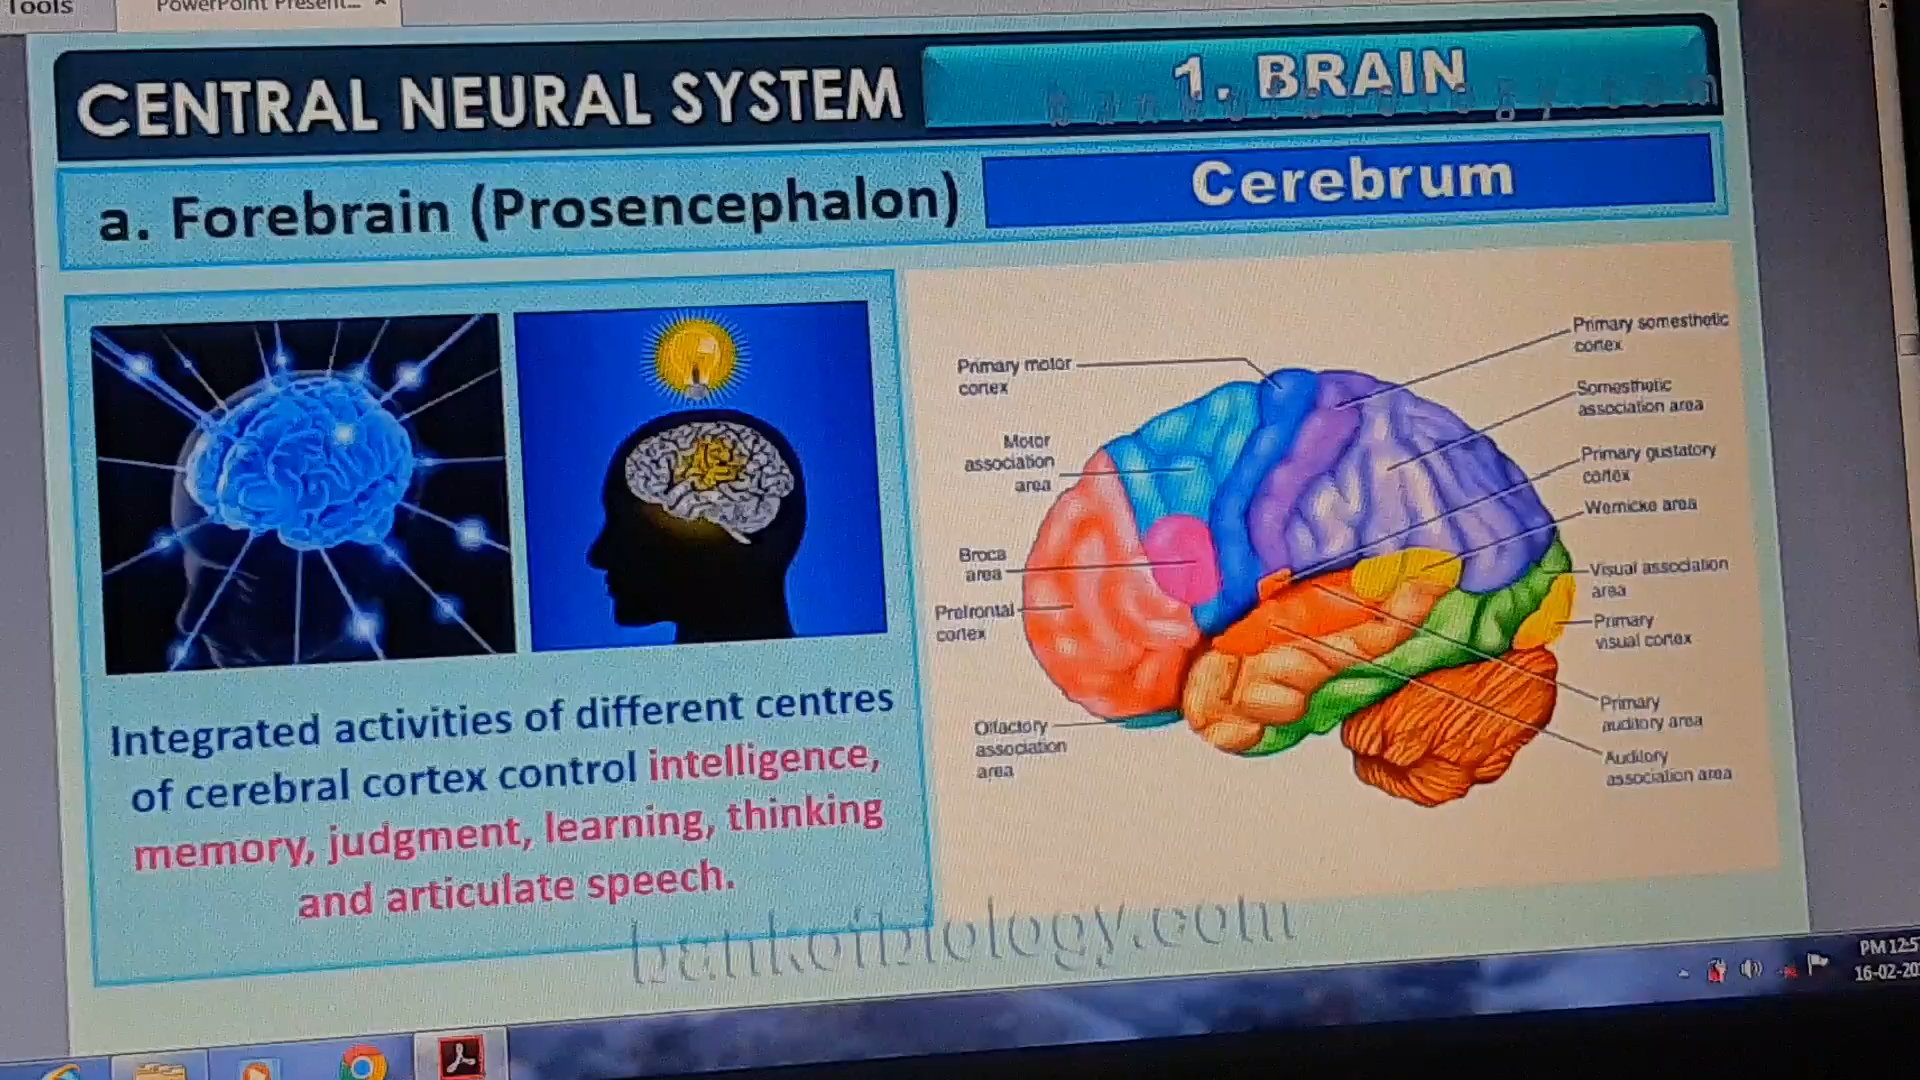 Tools
PowerPoint Present...
CENTRAL NEURAL SYSTEM
1. BRAIN
a. Forebrain (Prosencephalon)
Cerebrum
Integrated activities of different centres
of cerebral cortex control intelligence,
memory, judgment, learning, thinking
and articulate speech.
Primary motor
cortex
Motor
association
area
Broca
area
Prefrontal
cortex
Olfactory
association
area
Primary somesthetic
cortex
Somesthetic
association area
Primary gustatory
cortex
Wernicke area
Visual association
area
Primary
visual cortex
Primary
auditory area
Auditory
association area
bankofbiology.com
PM 12:5
16-02-20